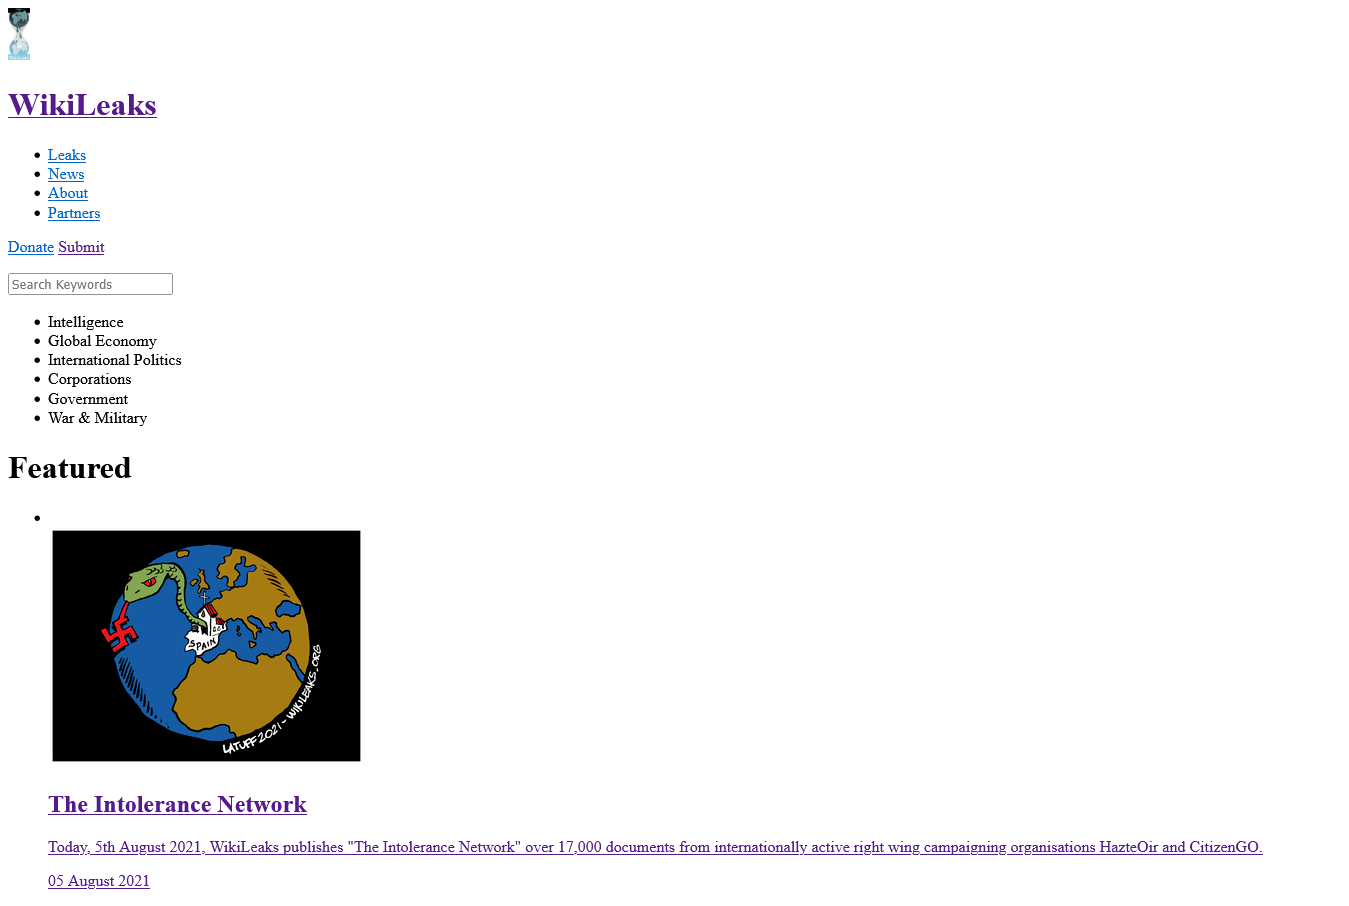 WikiLeaks
Leaks
News
About
Partners
Donate Submit
Search Keywords
Intelligence
Global Economy
International Politics
Corporations
Government
War & Military
Featured
SPAIN
LATUFF 2021 - WIKILEAKS.ORG
The Intolerance Network
Today, 5th August 2021, WikiLeaks publishes "The Intolerance Network" over 17,000 documents from internationally active right wing campaigning organisations HazteOir and CitizenGO.
05 August 2021